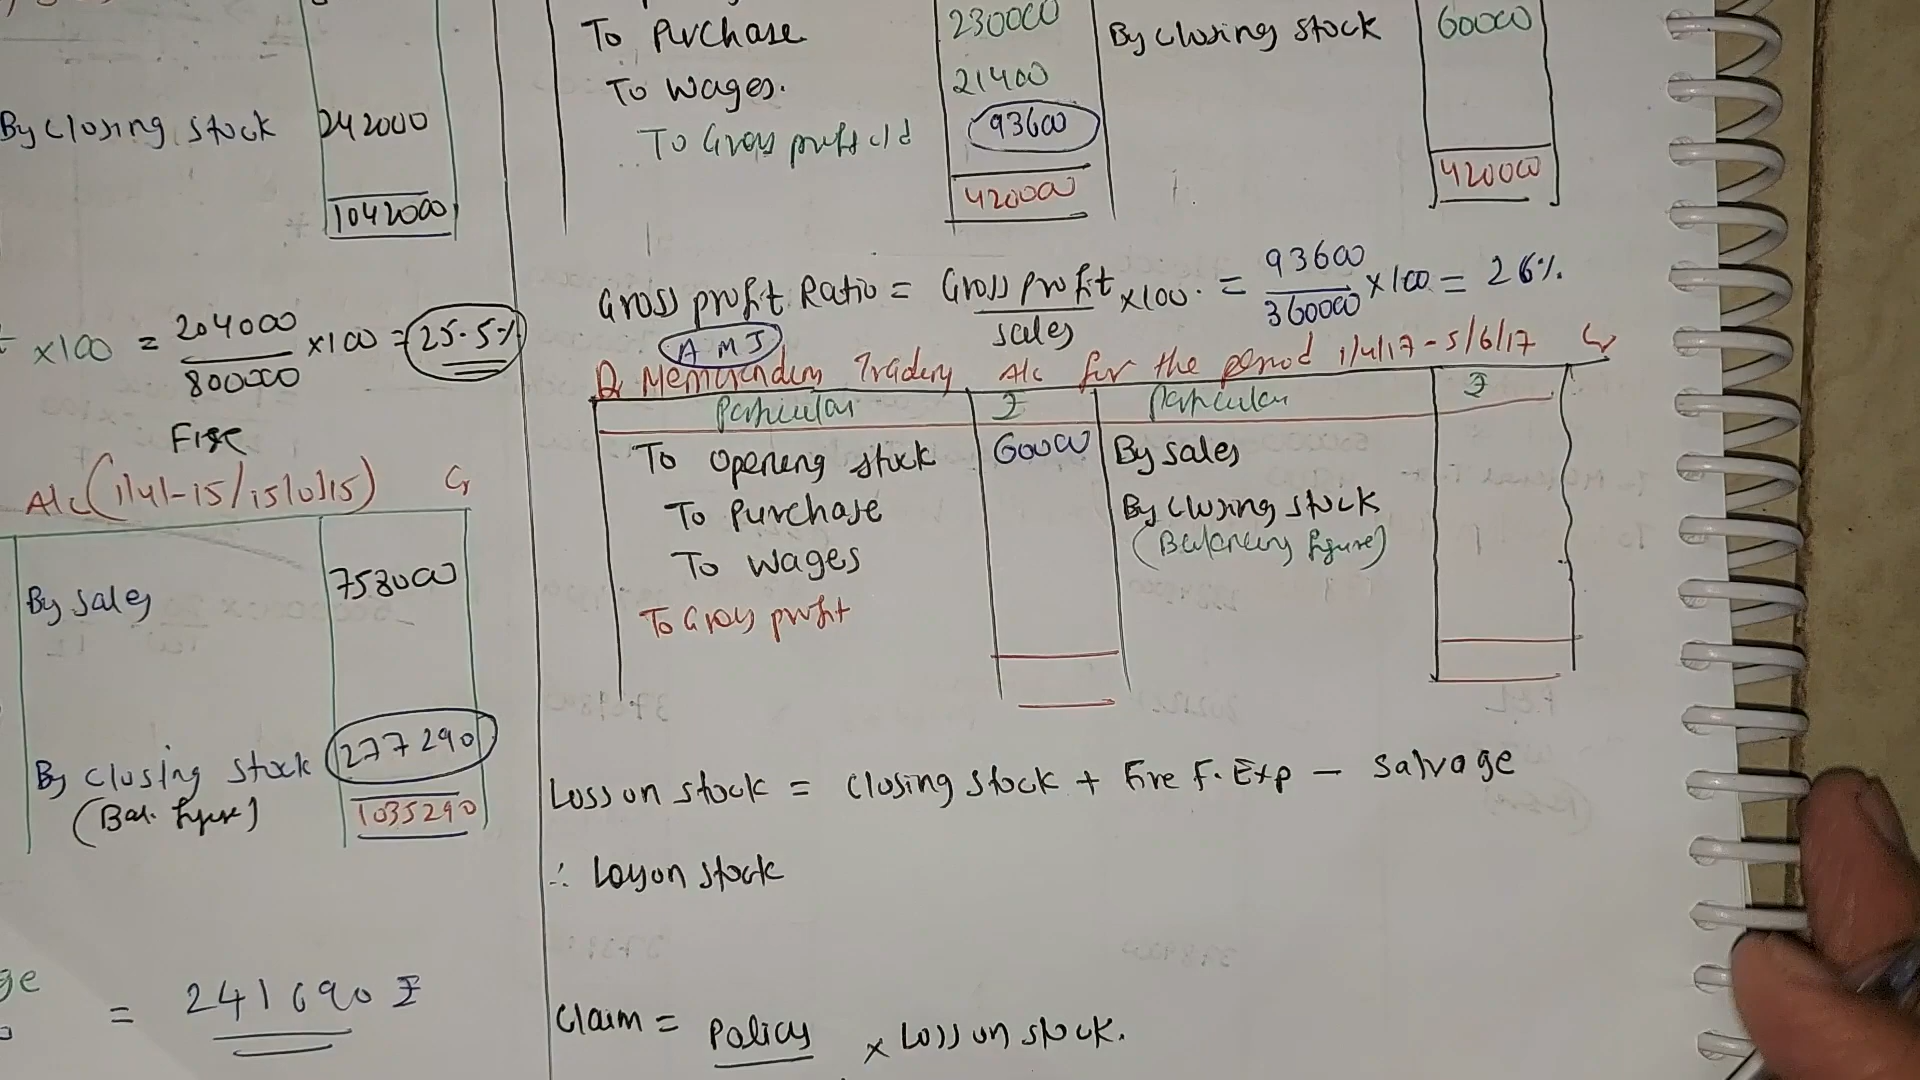 By closing stock 242000
1042000
x100 = 204000 x100 = 25.5%
800000
Fire
A/c (1/4/-15/15/0/15) Cr
By sales 758000
By closing stock 277290
(Bal. figure) 1035290
= 241690 ₹
To Purchase 230000 By closing stock 60000
To Wages. 21400
To Gross profit c/d 93600
420000 420000
Gross profit Ratio = Gross profit x100. = 93600 x100 = 26%
sales 360000
AMJ
Dr Memorandum Trading A/c for the period 1/4/17 - 5/6/17 Cr
Particular ₹ Particular ₹
To Opening stock 60000 By sales
To Purchase By closing stock
(Balancing figure)
To Wages
To Gross profit
Loss on stock = closing stock + Fire F. Exp - Salvage
∴ Loss on stock
Claim = Policy x Loss on stock.